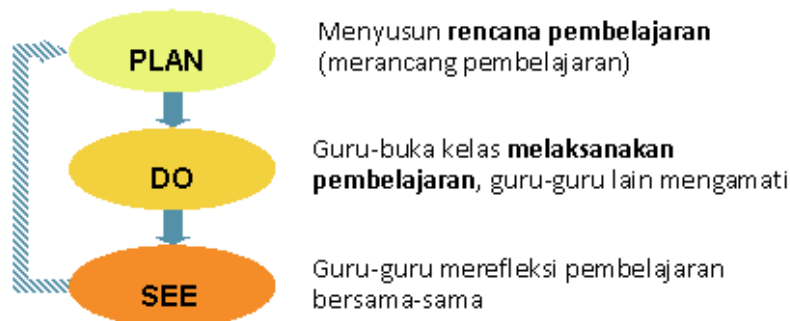 PLAN
Menyusun rencana pembelajaran
(merancang pembelajaran)
DO
Guru-buka kelas melaksanakan
pembelajaran, guru-guru lain mengamati
SEE
Guru-guru merefleksi pembelajaran
bersama-sama